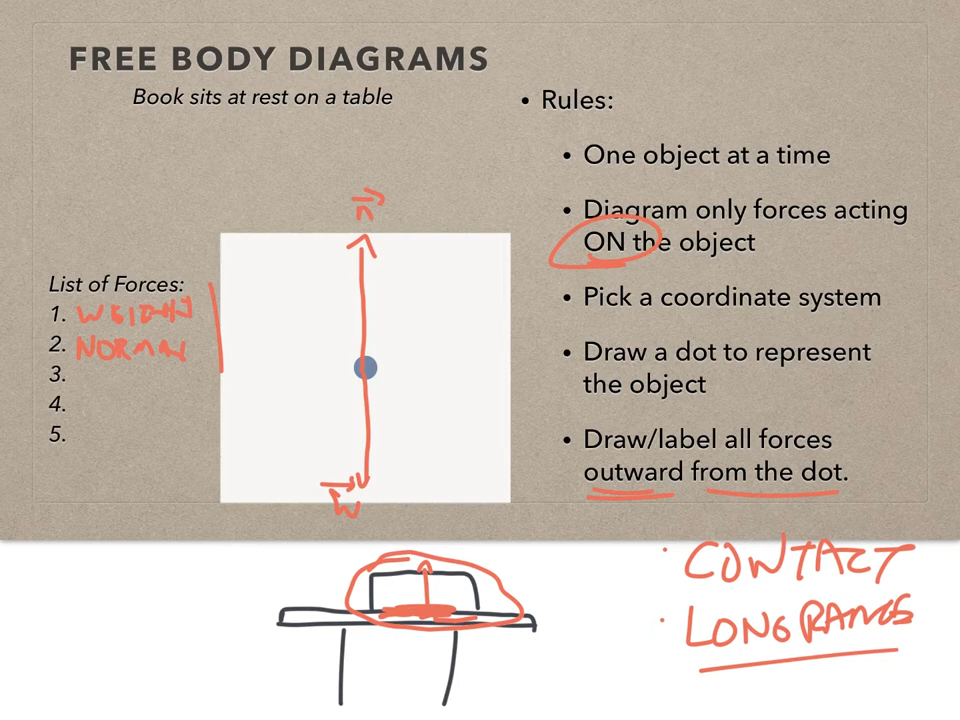 FREE BODY DIAGRAMS
Book sits at rest on a table
• Rules:
• One object at a time
• Diagram only forces acting
ON the object
• Pick a coordinate system
• Draw a dot to represent
the object
• Draw/label all forces
outward from the dot.
List of Forces:
1. WEIGHT
2. NORMAL
3.
4.
5.
n
w
· CONTACT
· LONG RANGE